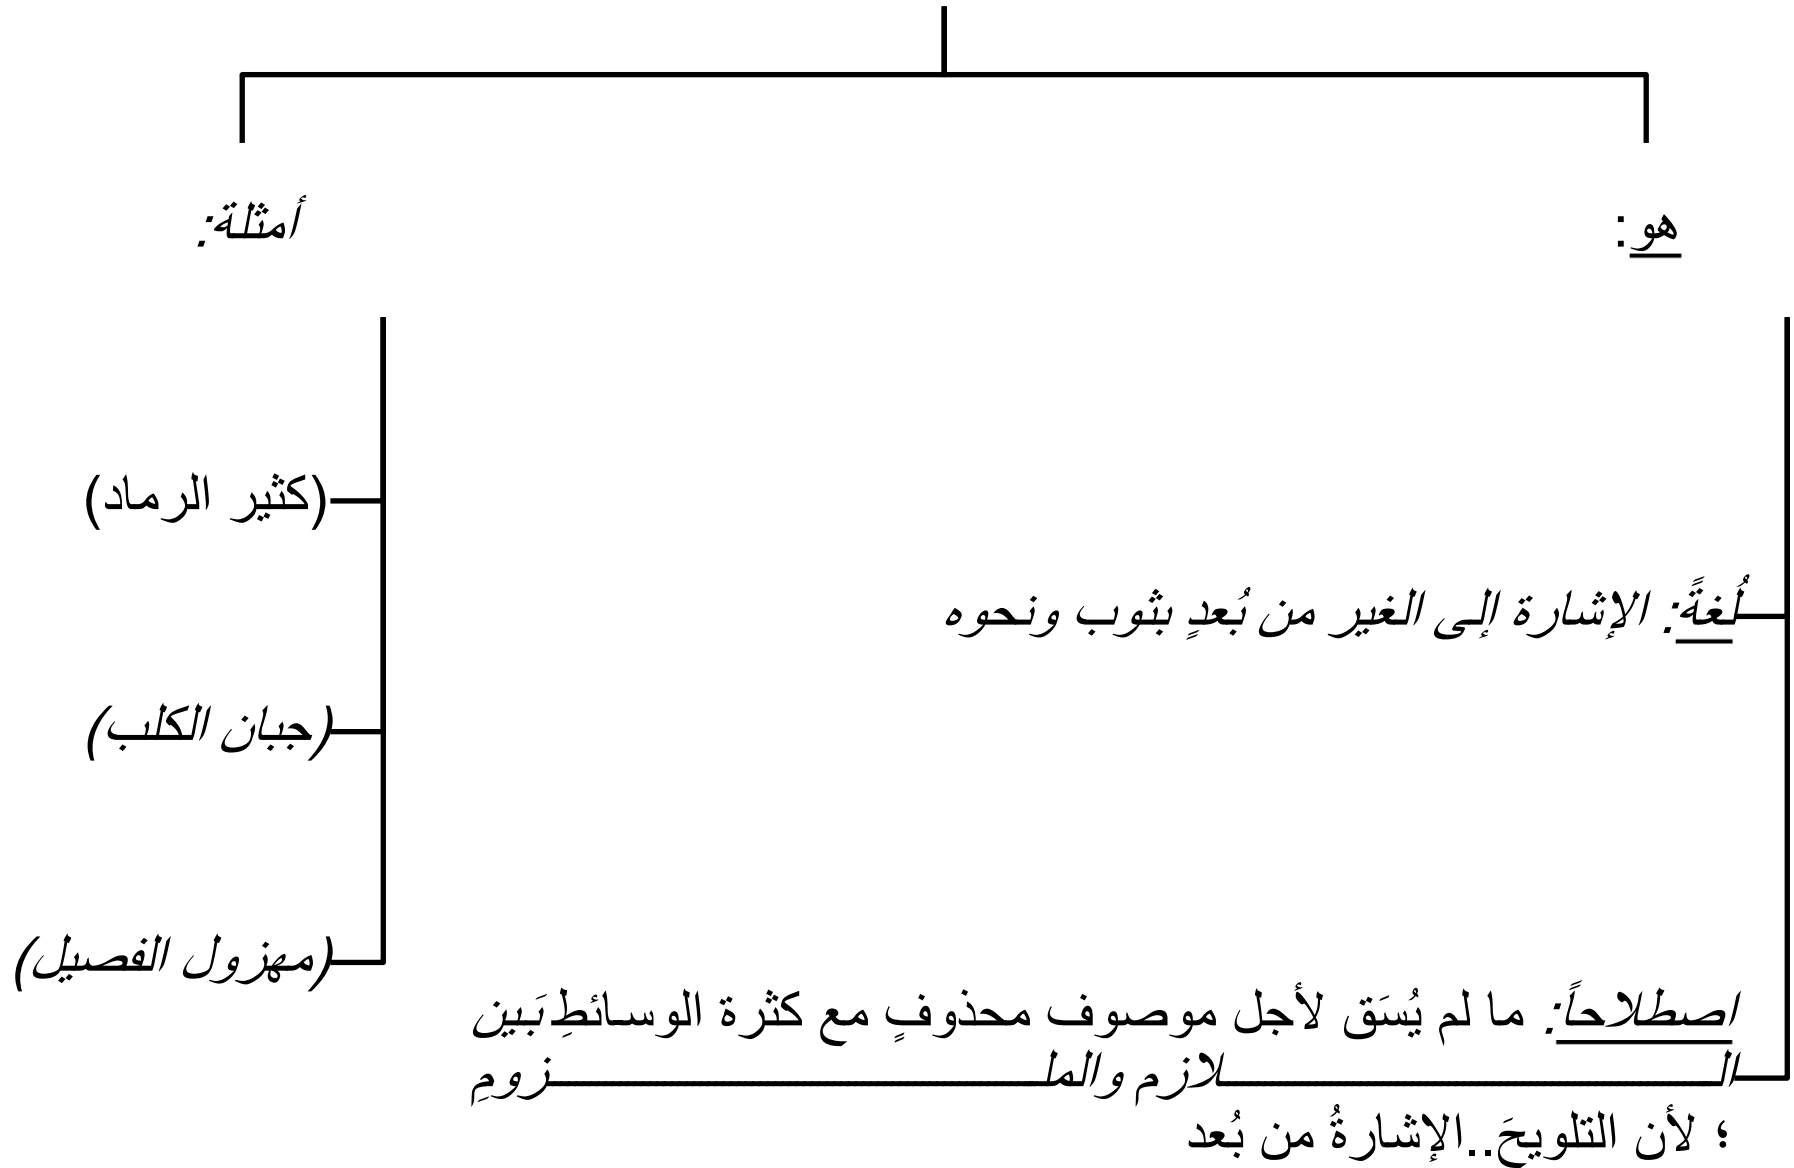 هو:
لُغةً: الإشارة إلى الغير من بُعدٍ بثوب ونحوه
اصطلاحاً: ما لم يُسَق لأجل موصوف محذوفٍ مع كثرة الوسائطِ بَين
اللازم والملزومِ
؛ لأن التلويحَ..الإشارةُ من بُعد
أمثلة:
(كثير الرماد)
(جبان الكلب)
(مهزول الفصيل)